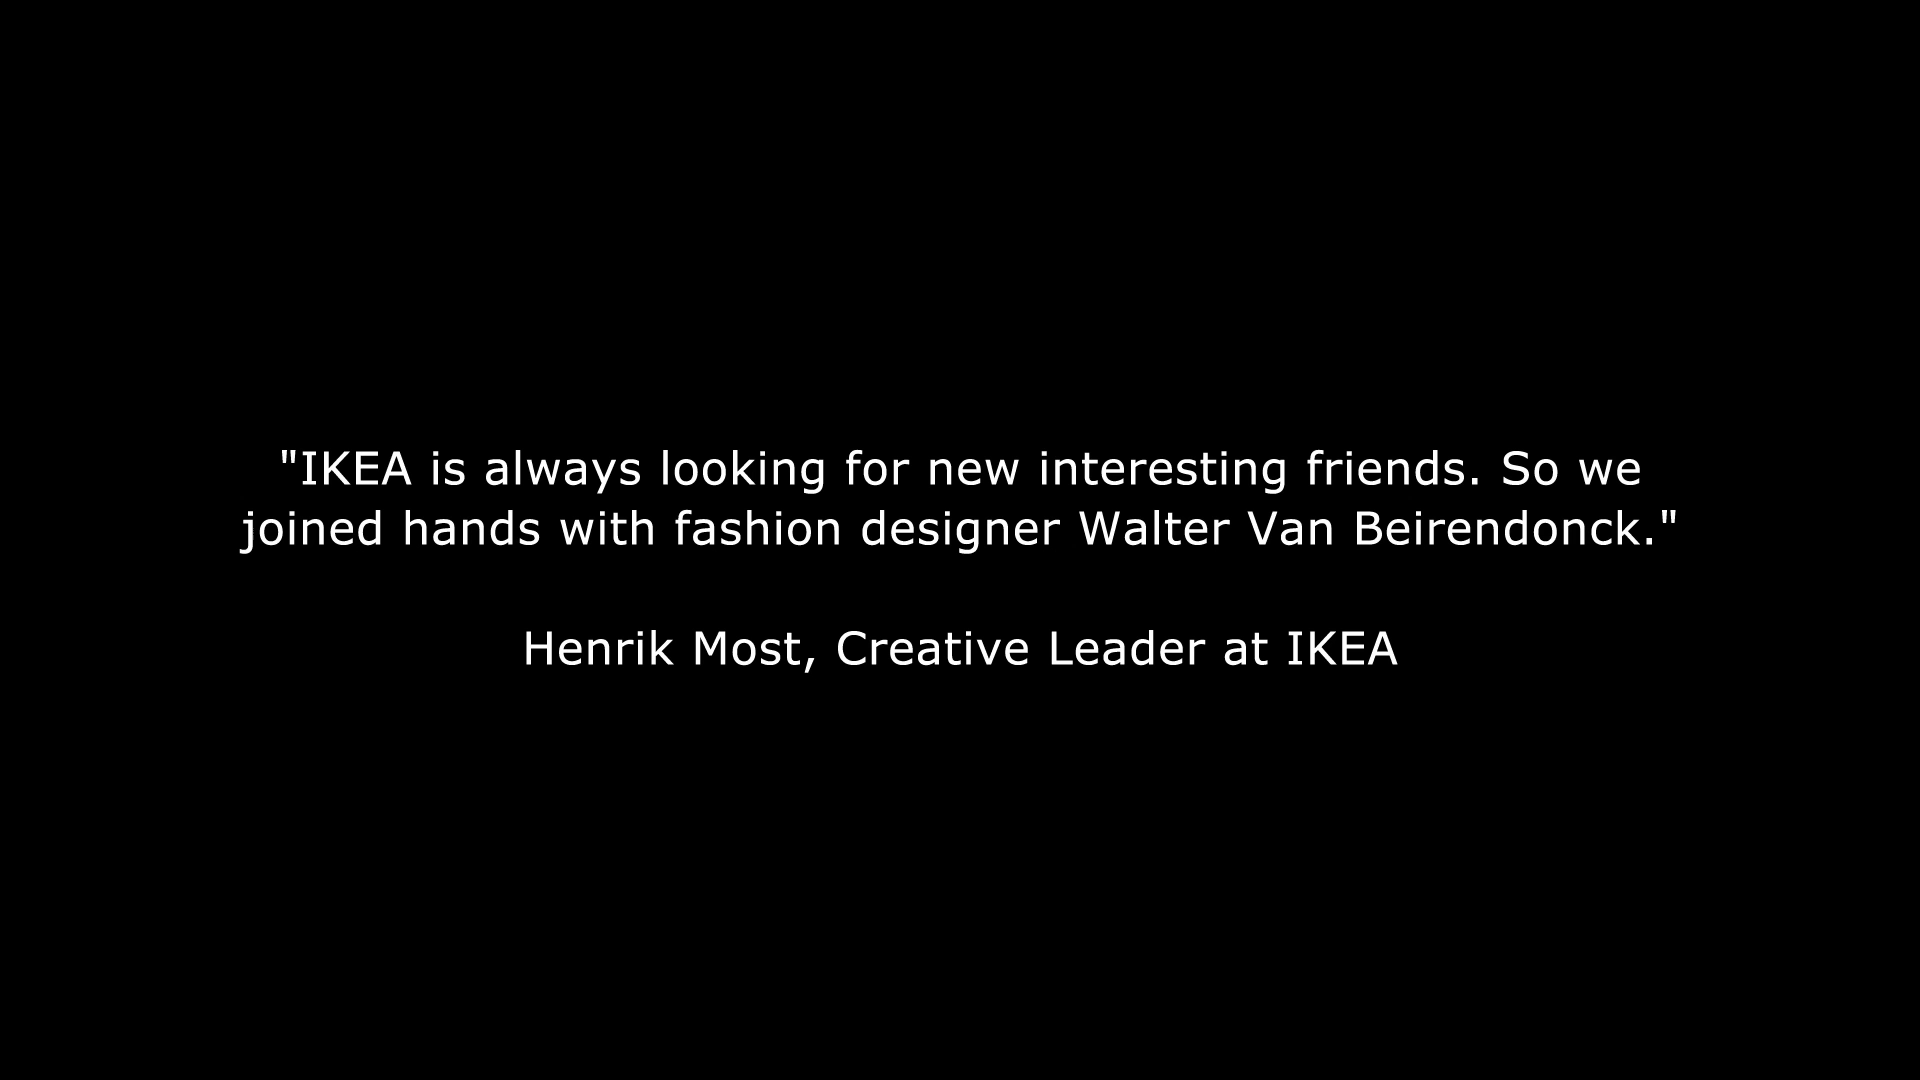 "IKEA is always looking for new interesting friends. So we
joined hands with fashion designer Walter Van Beirendonck."
Henrik Most, Creative Leader at IKEA